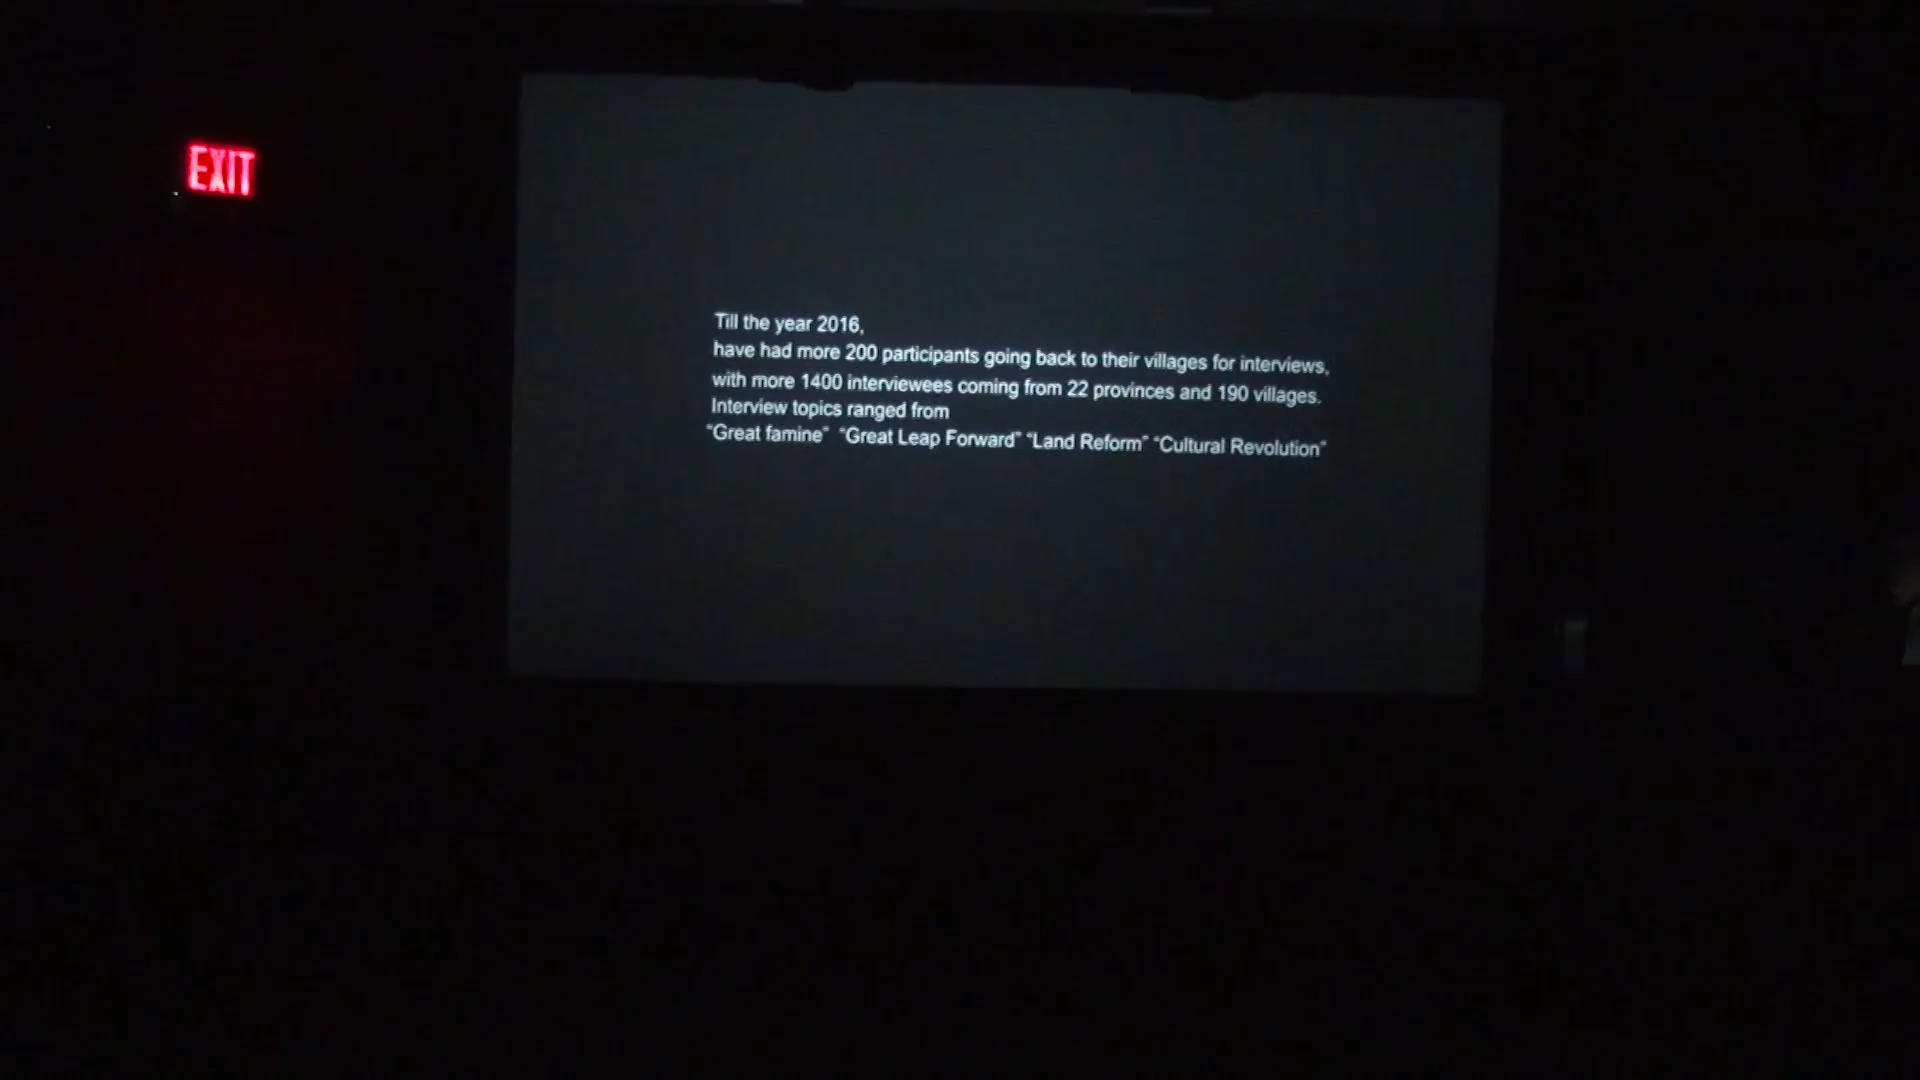 EXIT
Till the year 2016,
have had more 200 participants going back to their villages for interviews,
with more 1400 interviewees coming from 22 provinces and 190 villages.
Interview topics ranged from
“Great famine” “Great Leap Forward” “Land Reform” “Cultural Revolution”